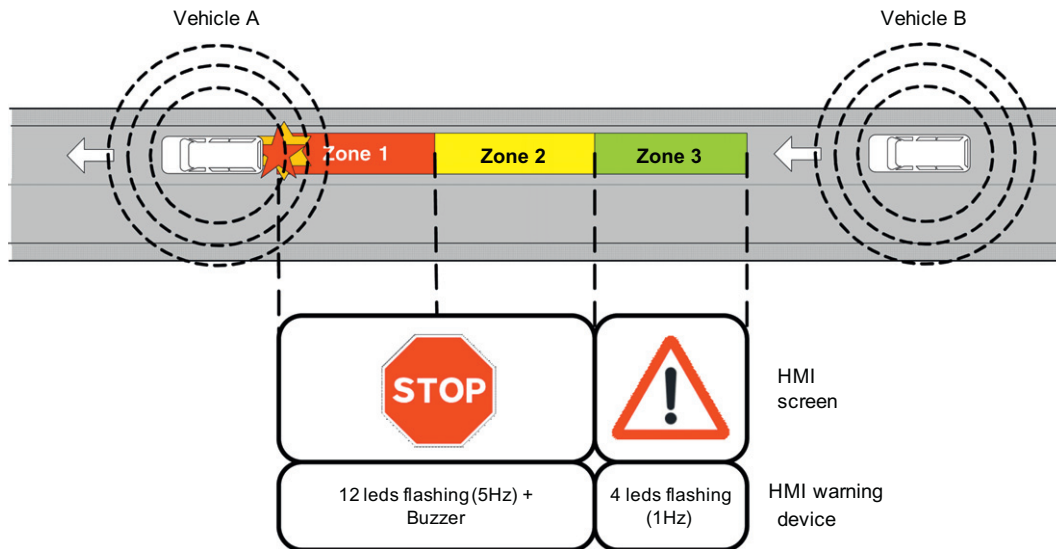 Vehicle A
Vehicle B
Zone 1
Zone 2
Zone 3
STOP
HMI
screen
12 leds flashing (5Hz) +
Buzzer
4 leds flashing
(1Hz)
HMI warning
device